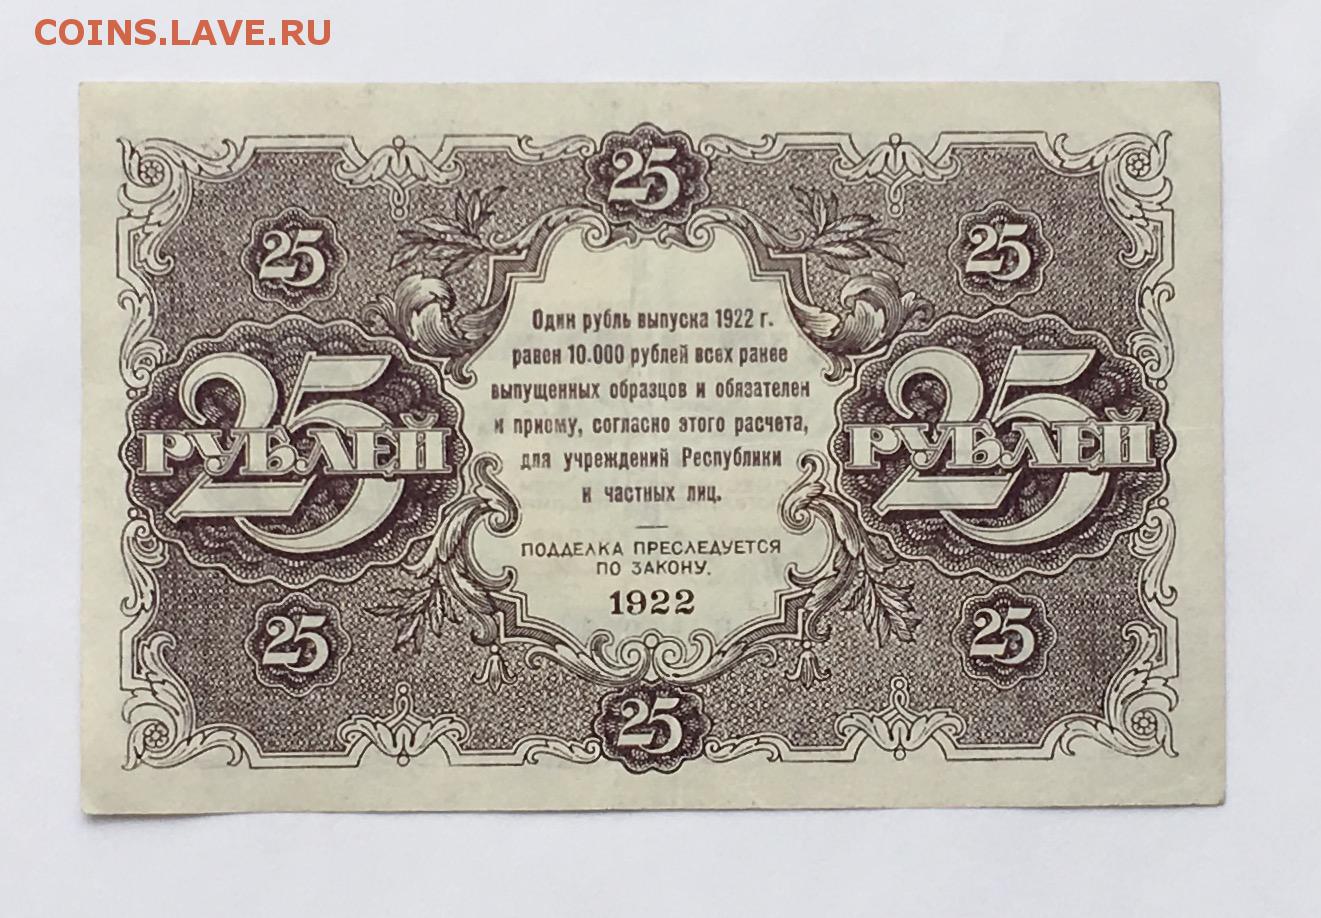 COINS.LAVE.RU
25
25 25
Один рубль выпуска 1922 г.
равен 10.000 рублей всех ранее
выпущенных образцов и обязателен
и приему, согласно этого расчета,
для учреждений Республики
и частных лиц.
25 РУБЛЕЙ 25 РУБЛЕЙ
ПОДДЕЛКА ПРЕСЛЕДУЕТСЯ
ПО ЗАКОНУ.
1922
25 25
25